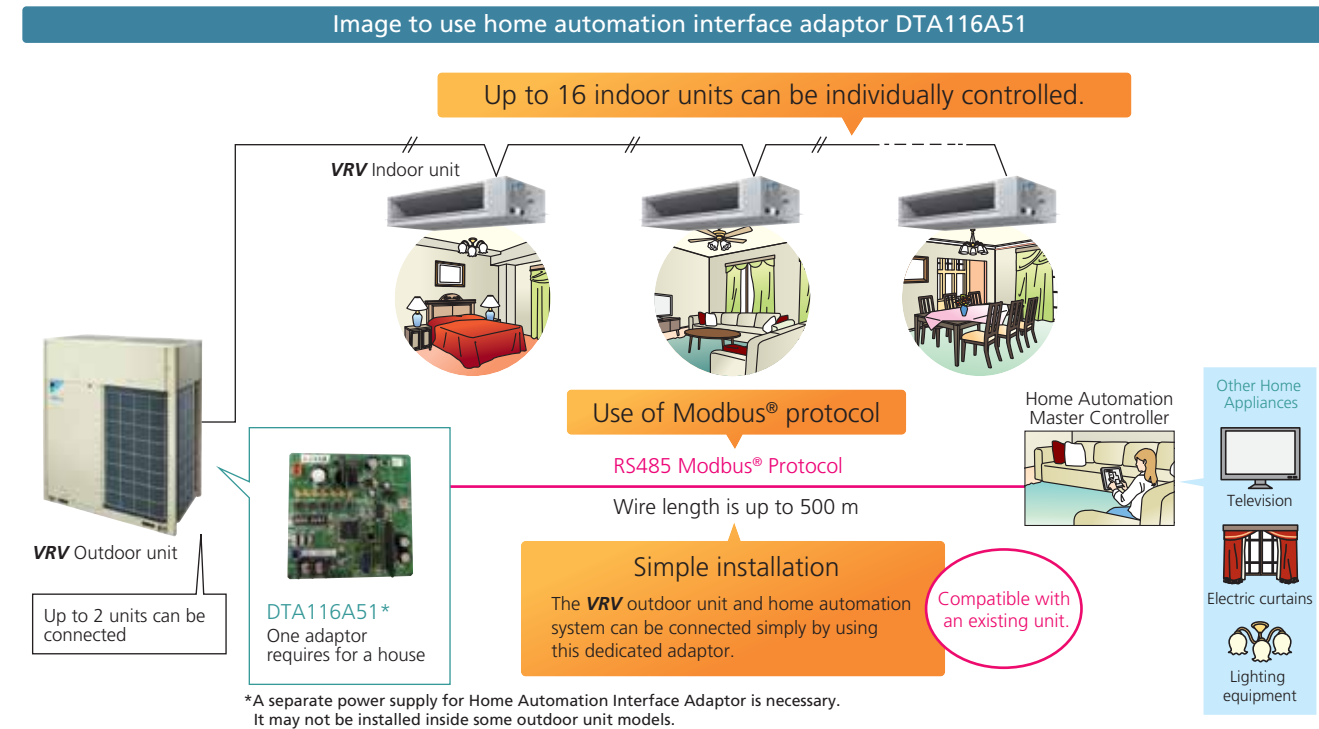 Image to use home automation interface adaptor DTA116A51
Up to 16 indoor units can be individually controlled.
VRV Indoor unit
Use of Modbus® protocol
RS485 Modbus® Protocol
Wire length is up to 500 m
Home Automation
Master Controller
Other Home
Appliances
Television
Electric curtains
Lighting
equipment
VRV Outdoor unit
Up to 2 units can be
connected
DTA116A51*
One adaptor
requires for a house
Simple installation
The VRV outdoor unit and home automation
system can be connected simply by using
this dedicated adaptor.
Compatible with
an existing unit.
*A separate power supply for Home Automation Interface Adaptor is necessary.
It may not be installed inside some outdoor unit models.